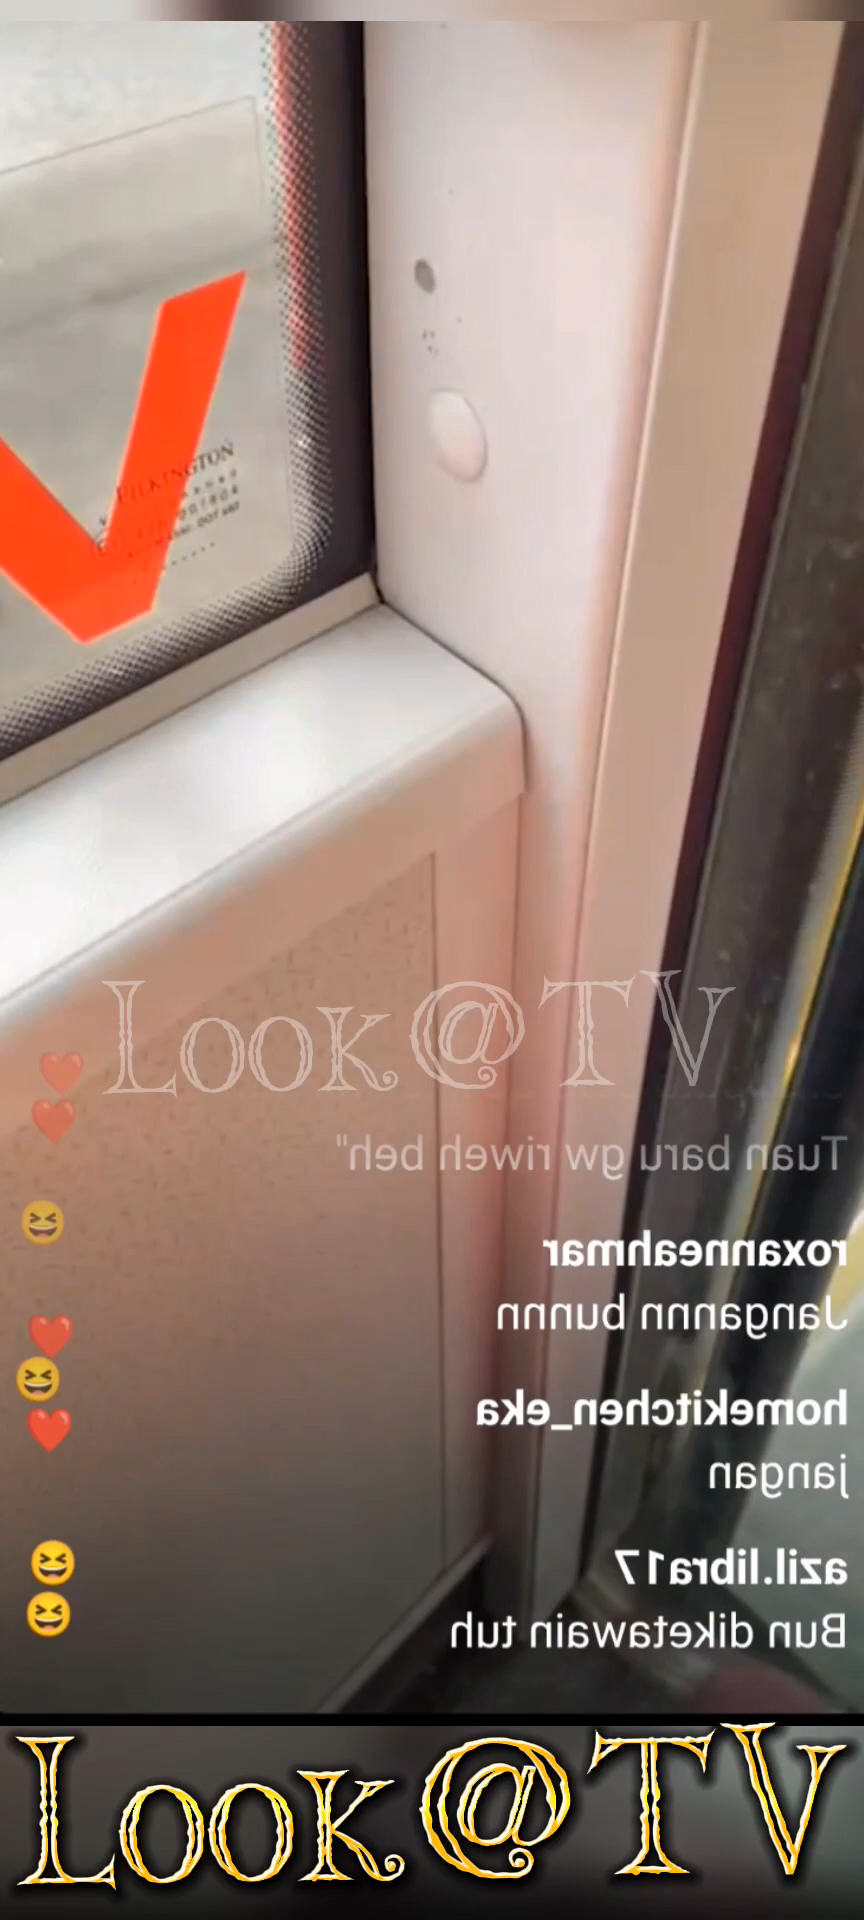 V
PILKINGTON
Look@TV
Tuan baru gw riweh beh"
roxanneahmar
Jangannn bunnn
homekitchen_eka
jangan
azil.libra17
Bun diketawain tuh
Look@TV